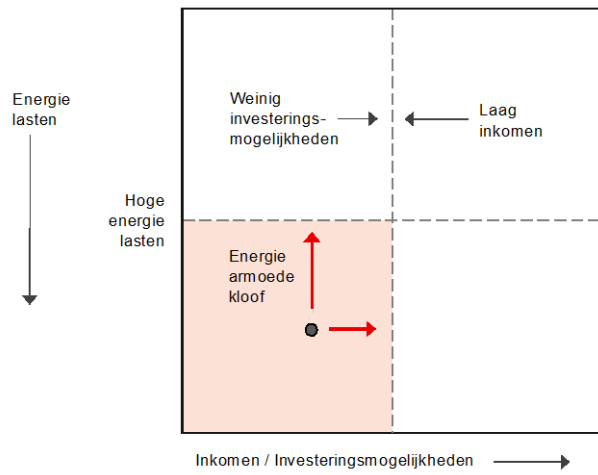 Energie
lasten
Weinig
investerings-
mogelijkheden
Laag
inkomen
Hoge
energie
lasten
Energie
armoede
kloof
Inkomen / Investeringsmogelijkheden